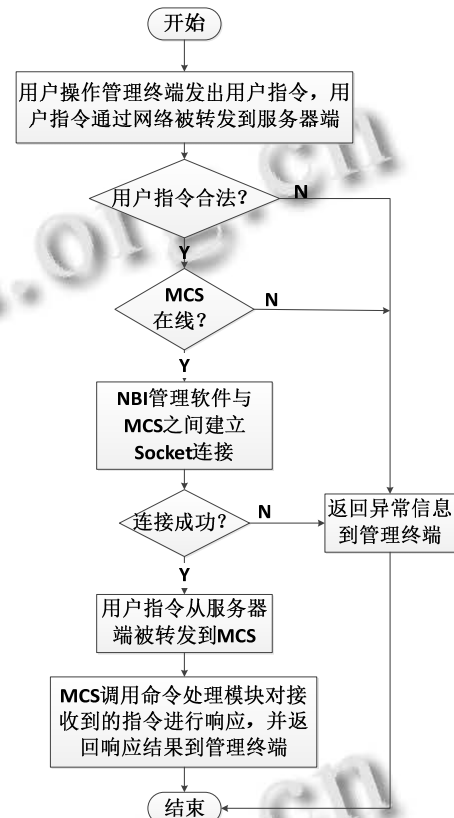 开始
用户操作管理终端发出用户指令，用
户指令通过网络被转发到服务器端
用户指令合法？
N
Y
MCS
在线？
N
Y
NBI管理软件与
MCS之间建立
Socket连接
连接成功？
N
返回异常信息
到管理终端
Y
用户指令从服务器
端被转发到MCS
MCS调用命令处理模块对接
收到的指令进行响应，并返
回响应结果到管理终端
结束
.org.cn
cn